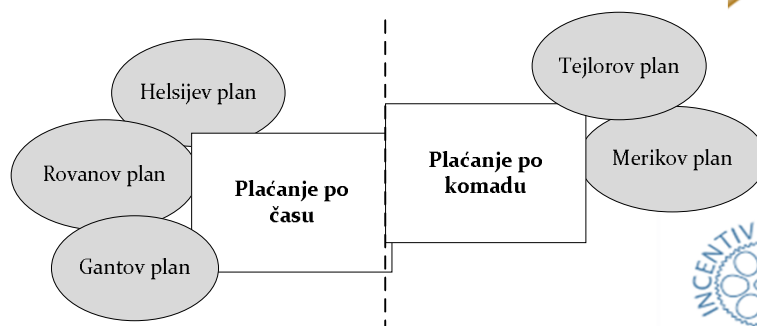 Helsijev plan
Rovanov plan
Gantov plan
Plaćanje po
času
Plaćanje po
komadu
Tejlorov plan
Merikov plan
INCENTIV